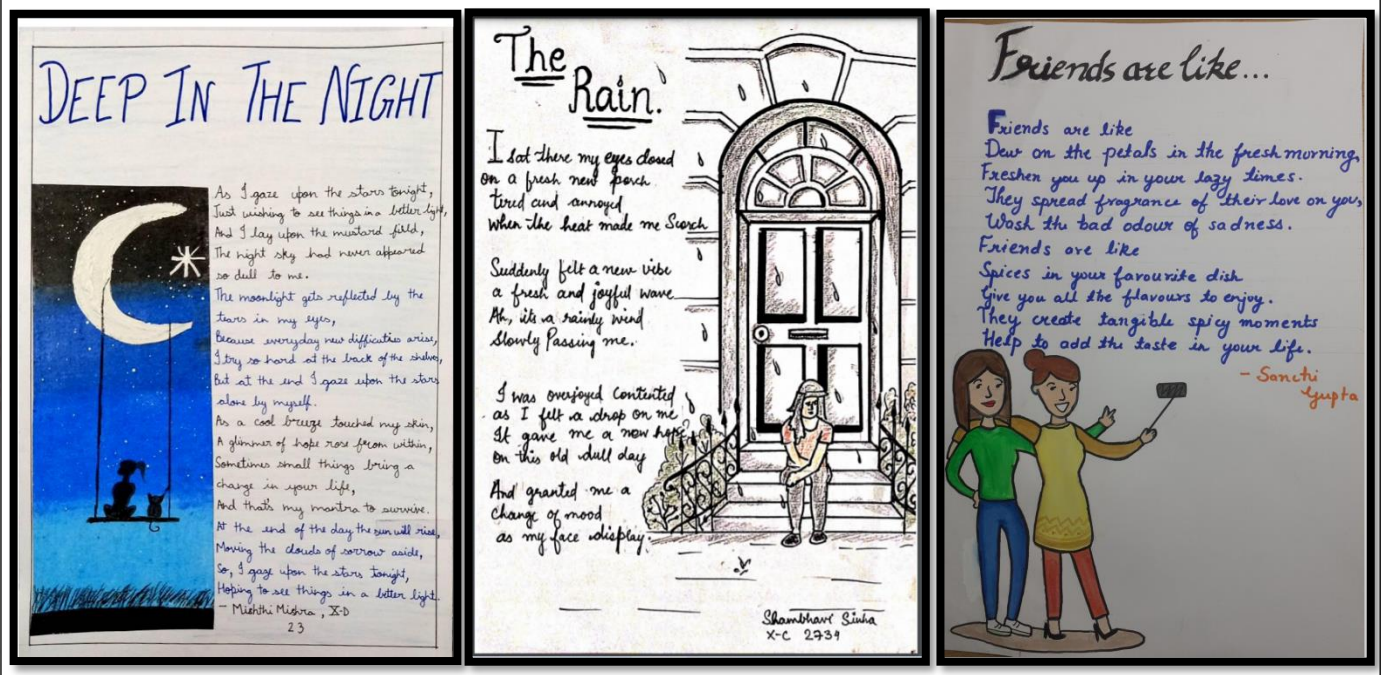 DEEP IN THE NIGHT
As I gaze upon the stars tonight,
Just wishing to see things in a better light,
And I lay upon the mustard field,
The night sky had never appeared
so dull to me.
The moonlight gets reflected by the
tears in my eyes,
Because everyday new difficulties arise,
I try so hard at the back of the shelves,
But at the end I gaze upon the stars
alone by myself.
As a cool breeze touched my skin,
A glimmer of hope rose from within,
Sometimes small things bring a
change in your life,
And that's my mantra to survive.
At the end of the day the sun will rise,
Moving the clouds of sorrow aside,
So, I gaze upon the stars tonight,
Hoping to see things in a better light.
- Mishthi Mishra, X-D
23
The
Rain.
I sat there my eyes closed
on a fresh new porch
tired and annoyed
when the heat made me Scorch
Suddenly felt a new vibe
a fresh and joyful wave
Ah, its a rainly wind
Slowly Passing me.
I was overjoyed Contented
as I felt a drop on me
It gave me a new hope
on this old dull day
And granted me a
Change of mood
as my face display.
Shambhavi Sinha
X-C 2739
Friends are like...
Friends are like
Dew on the petals in the fresh morning,
Freshen you up in your lazy times.
They spread fragrance of their love on you,
Wash the bad odour of sadness.
Friends are like
Spices in your favourite dish
Give you all the flavours to enjoy.
They create tangible spicy moments
Help to add the taste in your life.
- Sanchi
Gupta